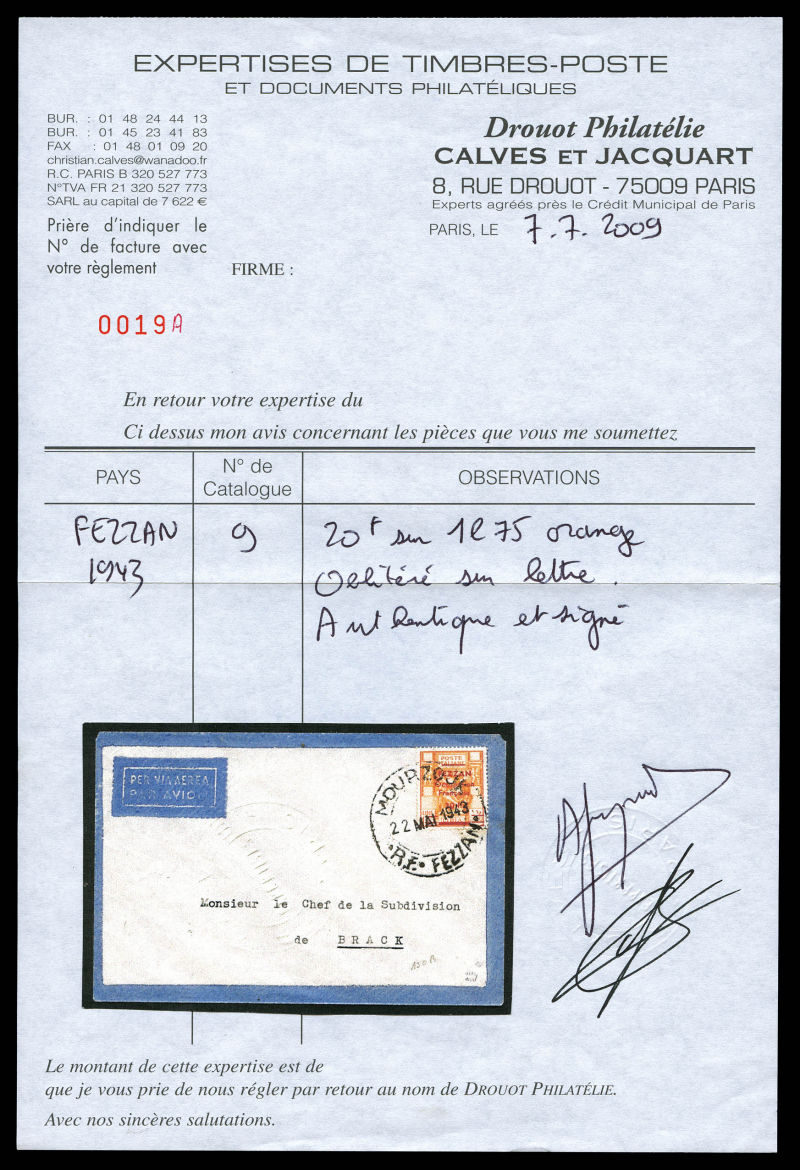 EXPERTISES DE TIMBRES-POSTE
ET DOCUMENTS PHILATÉLIQUES
BUR. : 01 48 24 44 13
BUR. : 01 45 23 41 83
FAX : 01 48 01 09 20
christian.calves@wanadoo.fr
R.C. PARIS B 320 527 773
N°TVA FR 21 320 527 773
SARL au capital de 7 622 €
Prière d'indiquer le
N° de facture avec
votre règlement
Drouot Philatélie
CALVES ET JACQUART
8, RUE DROUOT - 75009 PARIS
Experts agréés près le Crédit Municipal de Paris
PARIS, LE 7.7.2009
FIRME :
0019A
En retour votre expertise du
Ci dessus mon avis concernant les pièces que vous me soumettez
PAYS
N° de
Catalogue
OBSERVATIONS
FEZZAN
1943
9
20f sur 1l75 orange
Oblitéré sur lettre.
Authentique et signé
PER VIA AEREA
PAR AVION
POSTE
ITALIANE
FEZZAN
Français
MOURZOUK
22 MAI 1943
•R.F.• FEZZAN•
Monsieur le Chef de la Subdivision
de BRACK
Le montant de cette expertise est de
que je vous prie de nous régler par retour au nom de DROUOT PHILATÉLIE.
Avec nos sincères salutations.